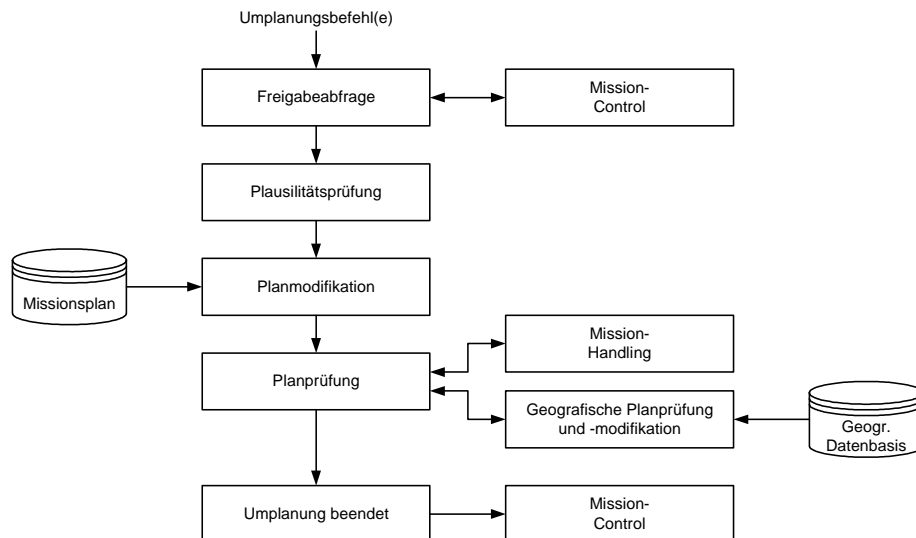 Umplanungsbefehl(e)
Freigabeabfrage
Mission-
Control
Plausilitätsprüfung
Missionsplan
Planmodifikation
Mission-
Handling
Planprüfung
Geografische Planprüfung
und -modifikation
Geogr.
Datenbasis
Umplanung beendet
Mission-
Control